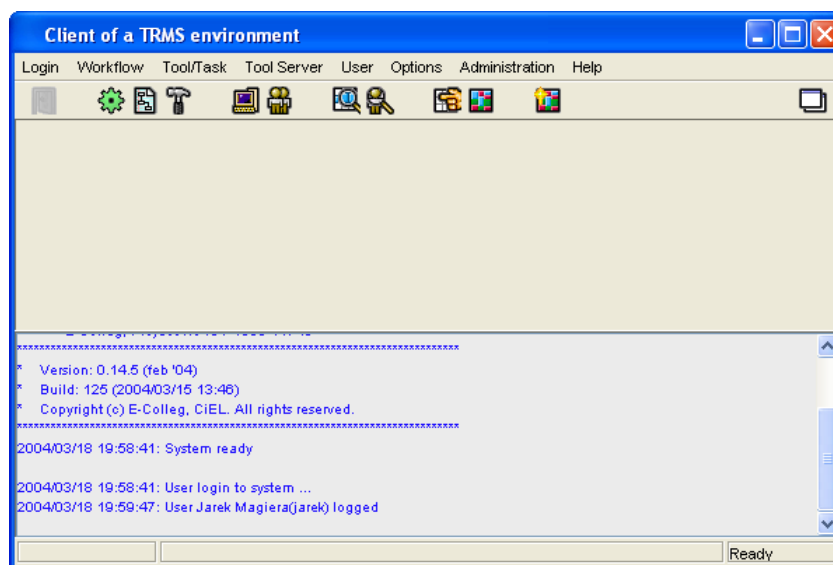 Client of a TRMS environment
Login Workflow Tool/Task Tool Server User Options Administration Help
********************************************************************************
* Version: 0.14.5 (feb '04)
* Build: 125 (2004/03/15 13:46)
* Copyright (c) E-Colleg, CiEL. All rights reserved.
********************************************************************************
2004/03/18 19:58:41: System ready
2004/03/18 19:58:41: User login to system ...
2004/03/18 19:59:47: User Jarek Magiera(jarek) logged
Ready